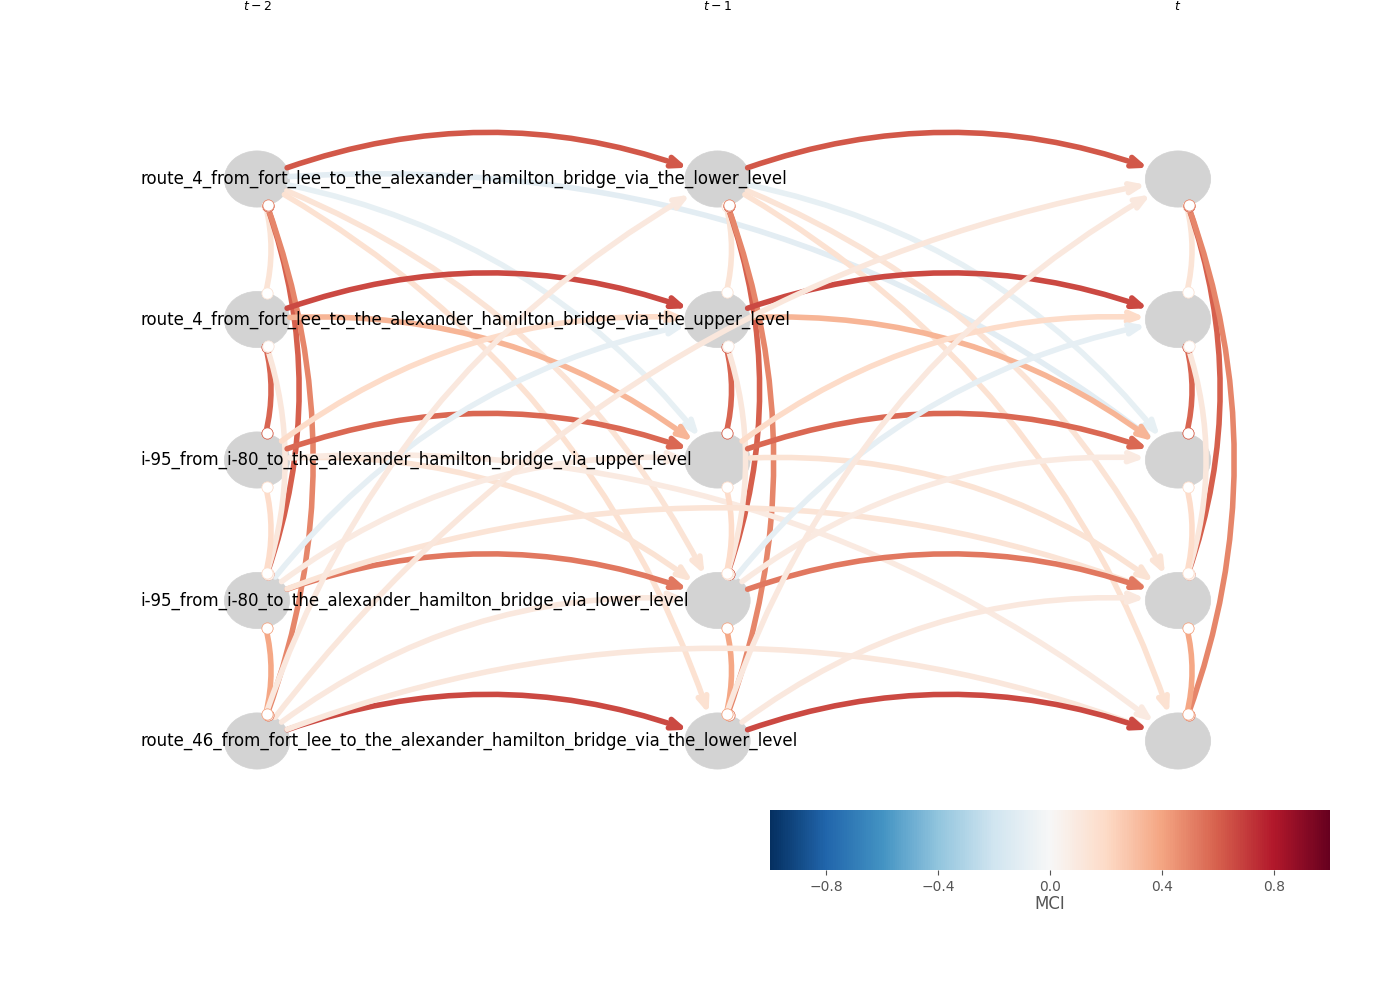 t − 2 t − 1 t
route_4_from_fort_lee_to_the_alexander_hamilton_bridge_via_the_lower_level
route_4_from_fort_lee_to_the_alexander_hamilton_bridge_via_the_upper_level
i-95_from_i-80_to_the_alexander_hamilton_bridge_via_upper_level
i-95_from_i-80_to_the_alexander_hamilton_bridge_via_lower_level
route_46_from_fort_lee_to_the_alexander_hamilton_bridge_via_the_lower_level
−0.8 −0.4 0.0 0.4 0.8
MCI